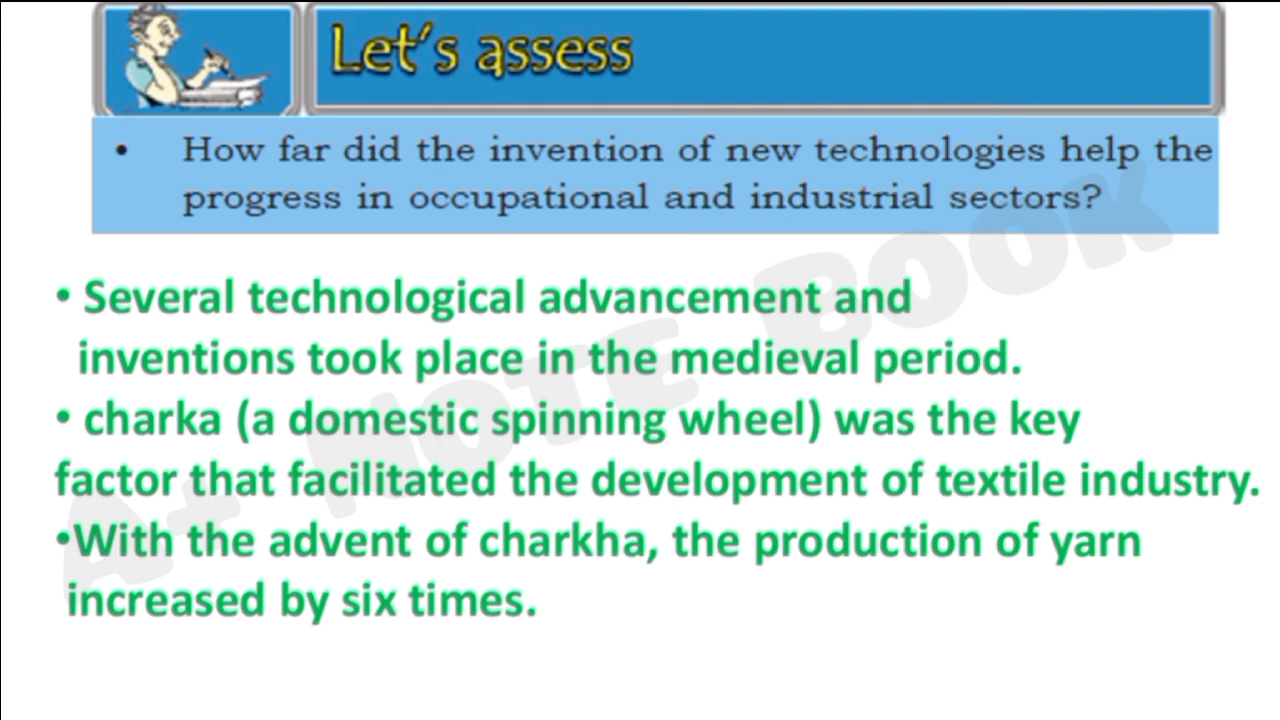 Let's assess
• How far did the invention of new technologies help the
progress in occupational and industrial sectors?
• Several technological advancement and
inventions took place in the medieval period.
• charka (a domestic spinning wheel) was the key
factor that facilitated the development of textile industry.
•With the advent of charkha, the production of yarn
increased by six times.
A+ NOTE BOOK